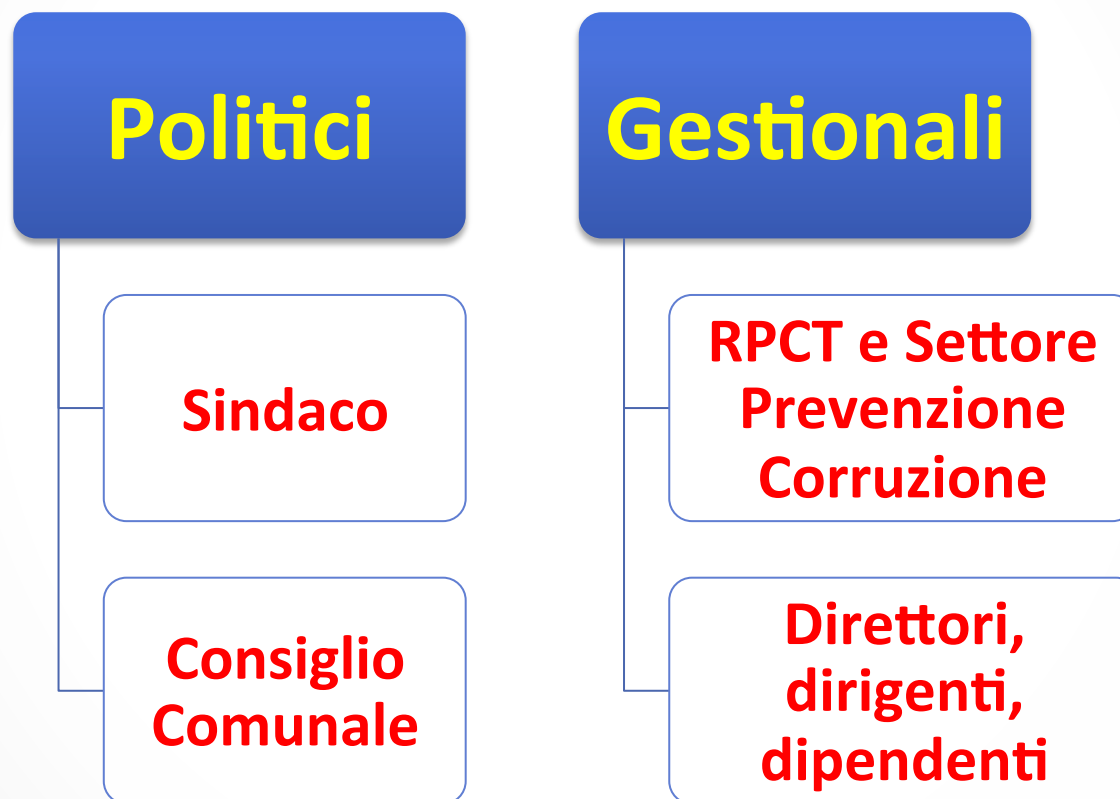 Politici
Sindaco
Consiglio
Comunale
Gestionali
RPCT e Settore
Prevenzione
Corruzione
Direttori,
dirigenti,
dipendenti